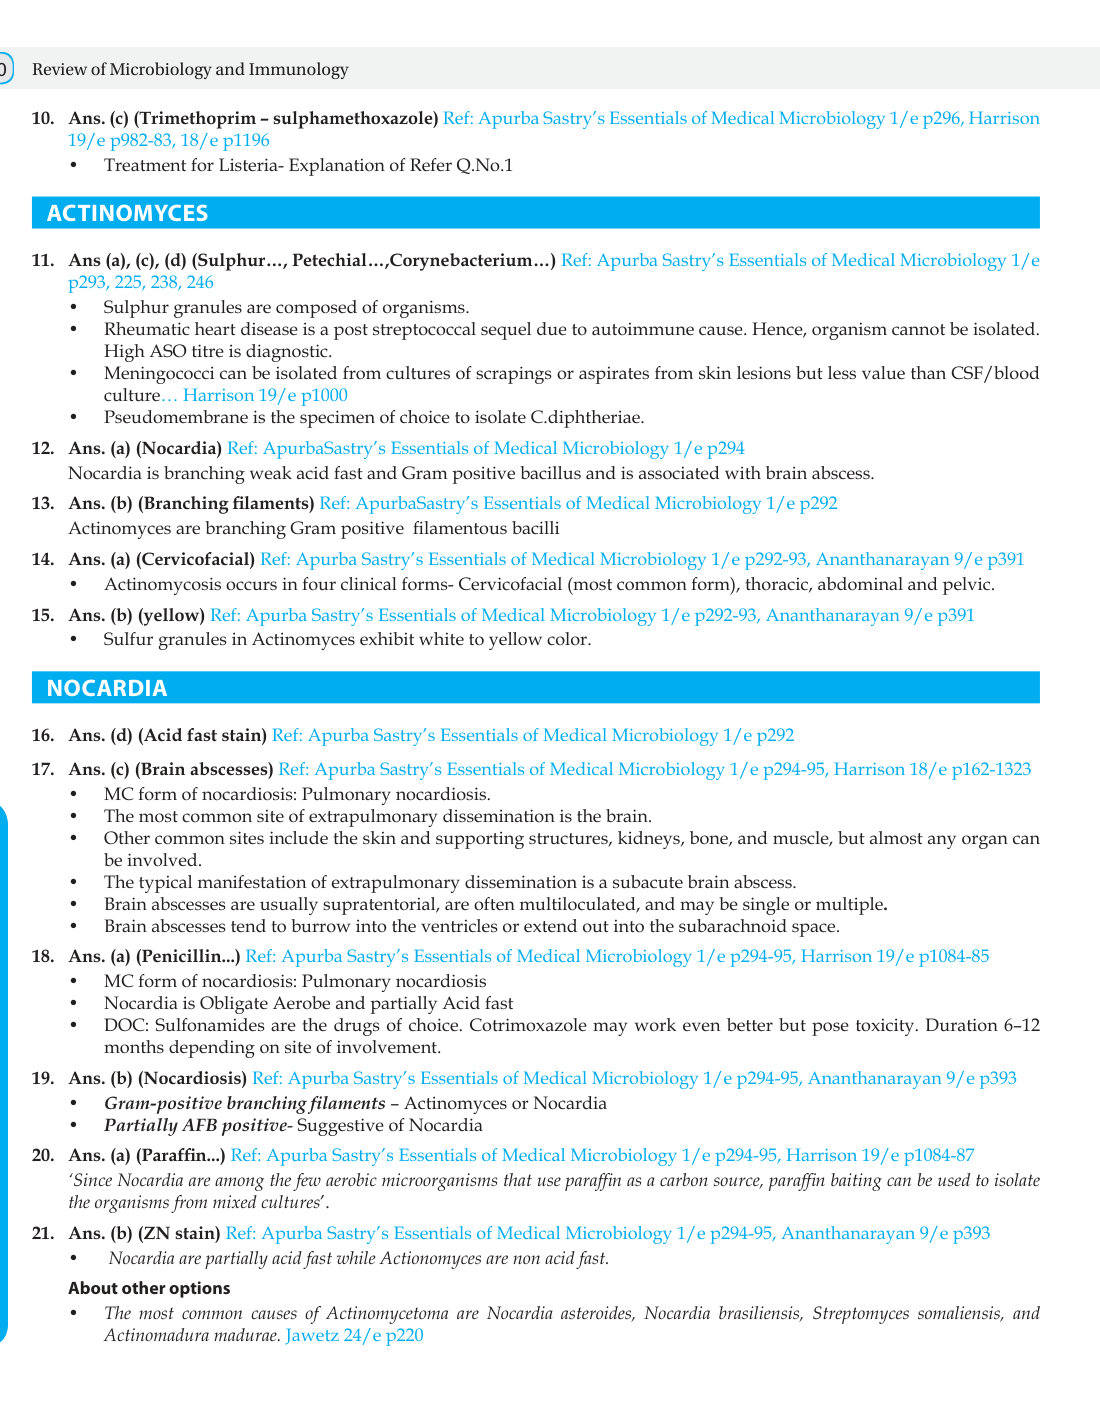 0 Review of Microbiology and Immunology
10. Ans. (c) (Trimethoprim – sulphamethoxazole) Ref: Apurba Sastry's Essentials of Medical Microbiology 1/e p296, Harrison
19/e p982-83, 18/e p1196
• Treatment for Listeria- Explanation of Refer Q.No.1
ACTINOMYCES
11. Ans (a), (c), (d) (Sulphur…, Petechial…,Corynebacterium…) Ref: Apurba Sastry's Essentials of Medical Microbiology 1/e
p293, 225, 238, 246
• Sulphur granules are composed of organisms.
• Rheumatic heart disease is a post streptococcal sequel due to autoimmune cause. Hence, organism cannot be isolated.
High ASO titre is diagnostic.
• Meningococci can be isolated from cultures of scrapings or aspirates from skin lesions but less value than CSF/blood
culture… Harrison 19/e p1000
• Pseudomembrane is the specimen of choice to isolate C.diphtheriae.
12. Ans. (a) (Nocardia) Ref: ApurbaSastry's Essentials of Medical Microbiology 1/e p294
Nocardia is branching weak acid fast and Gram positive bacillus and is associated with brain abscess.
13. Ans. (b) (Branching filaments) Ref: ApurbaSastry's Essentials of Medical Microbiology 1/e p292
Actinomyces are branching Gram positive filamentous bacilli
14. Ans. (a) (Cervicofacial) Ref: Apurba Sastry's Essentials of Medical Microbiology 1/e p292-93, Ananthanarayan 9/e p391
• Actinomycosis occurs in four clinical forms- Cervicofacial (most common form), thoracic, abdominal and pelvic.
15. Ans. (b) (yellow) Ref: Apurba Sastry's Essentials of Medical Microbiology 1/e p292-93, Ananthanarayan 9/e p391
• Sulfur granules in Actinomyces exhibit white to yellow color.
NOCARDIA
16. Ans. (d) (Acid fast stain) Ref: Apurba Sastry's Essentials of Medical Microbiology 1/e p292
17. Ans. (c) (Brain abscesses) Ref: Apurba Sastry's Essentials of Medical Microbiology 1/e p294-95, Harrison 18/e p162-1323
• MC form of nocardiosis: Pulmonary nocardiosis.
• The most common site of extrapulmonary dissemination is the brain.
• Other common sites include the skin and supporting structures, kidneys, bone, and muscle, but almost any organ can
be involved.
• The typical manifestation of extrapulmonary dissemination is a subacute brain abscess.
• Brain abscesses are usually supratentorial, are often multiloculated, and may be single or multiple.
• Brain abscesses tend to burrow into the ventricles or extend out into the subarachnoid space.
18. Ans. (a) (Penicillin...) Ref: Apurba Sastry's Essentials of Medical Microbiology 1/e p294-95, Harrison 19/e p1084-85
• MC form of nocardiosis: Pulmonary nocardiosis
• Nocardia is Obligate Aerobe and partially Acid fast
• DOC: Sulfonamides are the drugs of choice. Cotrimoxazole may work even better but pose toxicity. Duration 6–12
months depending on site of involvement.
19. Ans. (b) (Nocardiosis) Ref: Apurba Sastry's Essentials of Medical Microbiology 1/e p294-95, Ananthanarayan 9/e p393
• Gram-positive branching filaments – Actinomyces or Nocardia
• Partially AFB positive- Suggestive of Nocardia
20. Ans. (a) (Paraffin...) Ref: Apurba Sastry's Essentials of Medical Microbiology 1/e p294-95, Harrison 19/e p1084-87
'Since Nocardia are among the few aerobic microorganisms that use paraffin as a carbon source, paraffin baiting can be used to isolate
the organisms from mixed cultures'.
21. Ans. (b) (ZN stain) Ref: Apurba Sastry's Essentials of Medical Microbiology 1/e p294-95, Ananthanarayan 9/e p393
• Nocardia are partially acid fast while Actionomyces are non acid fast.
About other options
• The most common causes of Actinomycetoma are Nocardia asteroides, Nocardia brasiliensis, Streptomyces somaliensis, and
Actinomadura madurae. Jawetz 24/e p220